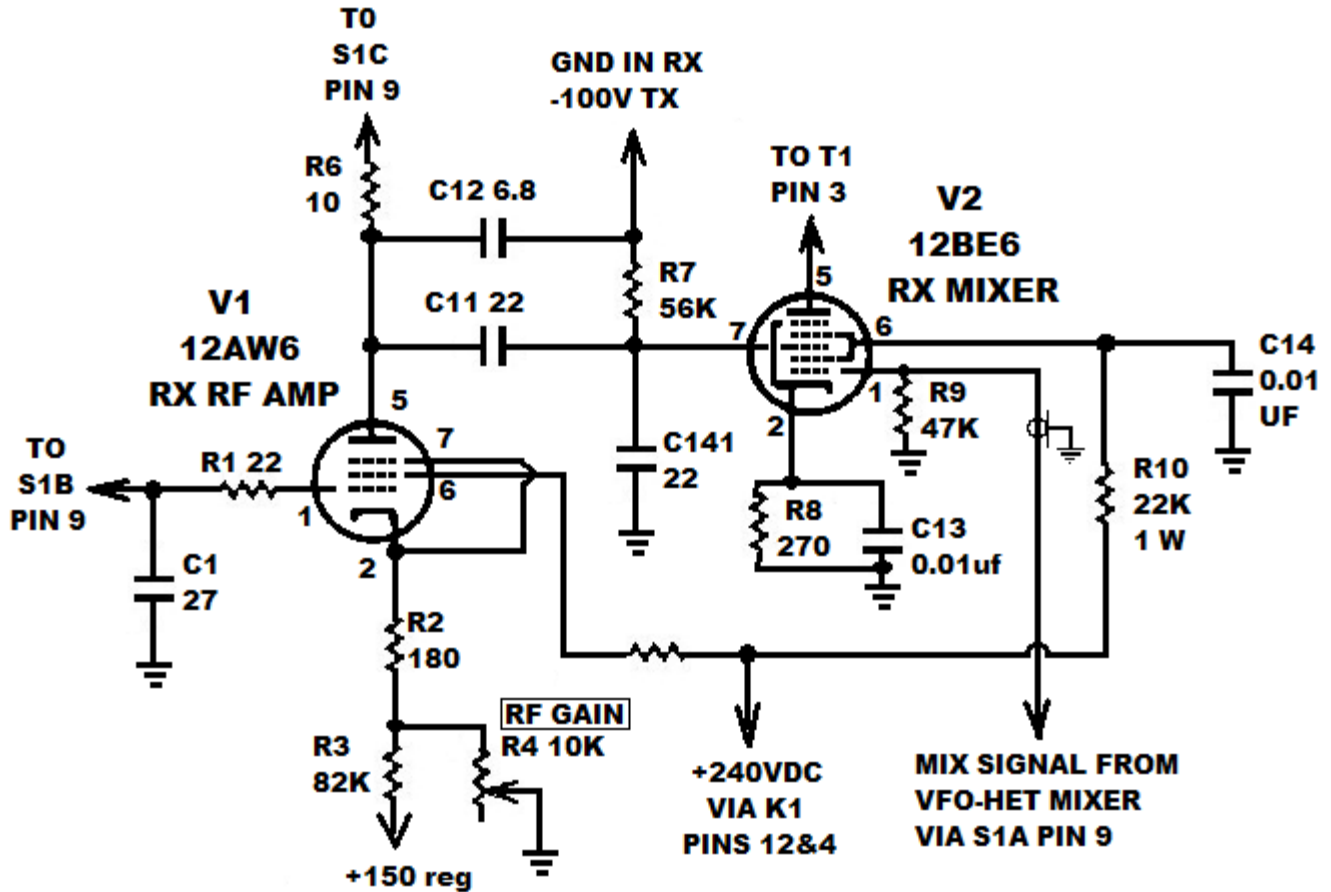 T0
S1C
PIN 9
GND IN RX
-100V TX
R6
10
C12 6.8
TO T1
PIN 3
V2
12BE6
RX MIXER
R7
56K
V1
12AW6
RX RF AMP
C11 22
5
7
6
1
2
C14
0.01
UF
R9
47K
5
7
6
1
2
TO
S1B
PIN 9
R1 22
C141
22
R10
22K
1 W
R8
270
C13
0.01uf
C1
27
R2
180
RF GAIN
R4 10K
R3
82K
+150 reg
+240VDC
VIA K1
PINS 12&4
MIX SIGNAL FROM
VFO-HET MIXER
VIA S1A PIN 9